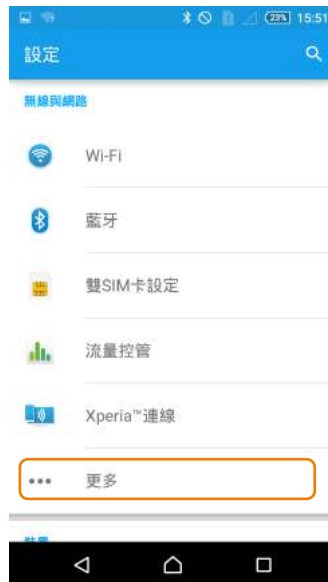 23% 15:51
設定
無線與網路
Wi-Fi
藍牙
雙SIM卡設定
流量控管
Xperia™連線
更多